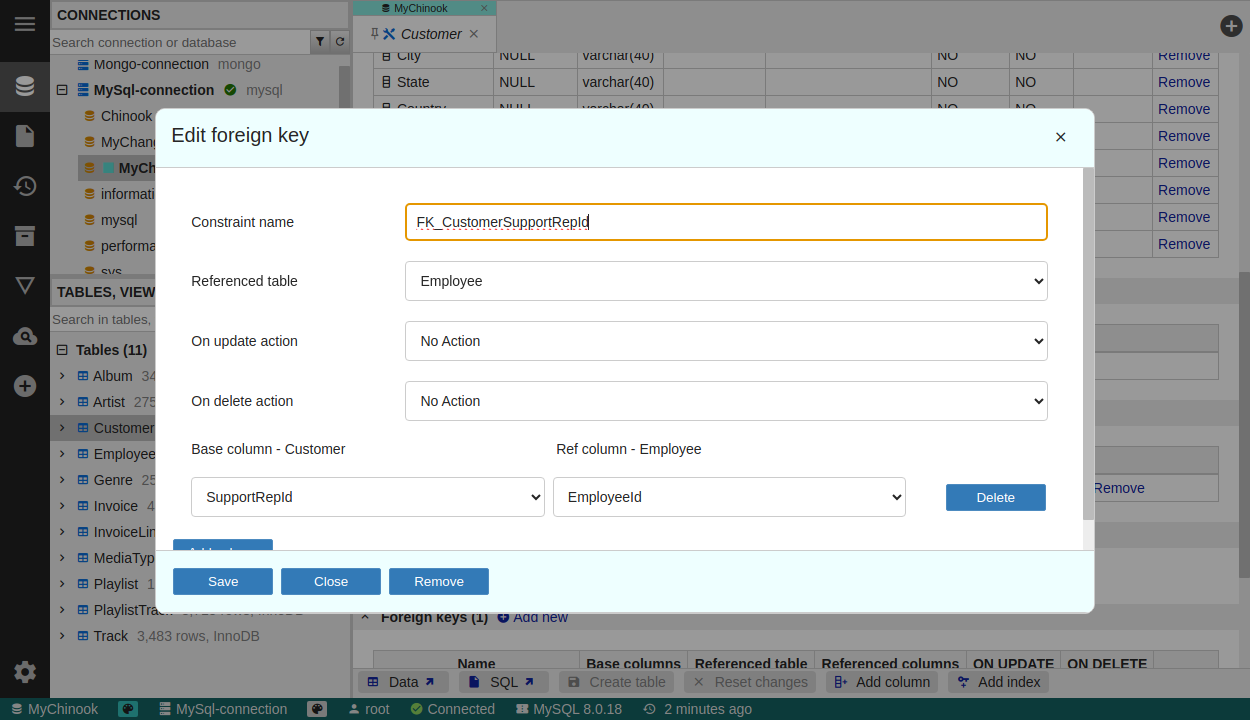 CONNECTIONS
Search connection or database
Mongo-connection mongo
MySql-connection mysql
Chinook
MyChang
MyCh
informati
mysql
performa
sys
TABLES, VIEW
Search in tables,
Tables (11)
Album 34
Artist 275
Customer
Employee
Genre 25
Invoice 4
InvoiceLin
MediaTyp
Playlist 1
PlaylistTra
Track 3,483 rows, InnoDB
MyChinook
Customer
City NULL varchar(40) NO NO Remove
State NULL varchar(40) NO NO Remove
Country NULL varchar(40) NO NO Remove
Remove
Remove
Remove
Remove
Remove
Remove
Edit foreign key
Constraint name FK_CustomerSupportRepId
Referenced table Employee
On update action No Action
On delete action No Action
Base column - Customer Ref column - Employee
SupportRepId EmployeeId Delete
Save Close Remove
Foreign keys (1) Add new
Name Base columns Referenced table Referenced columns ON UPDATE ON DELETE
Data SQL Create table Reset changes Add column Add index
MyChinook MySql-connection root Connected MySQL 8.0.18 2 minutes ago